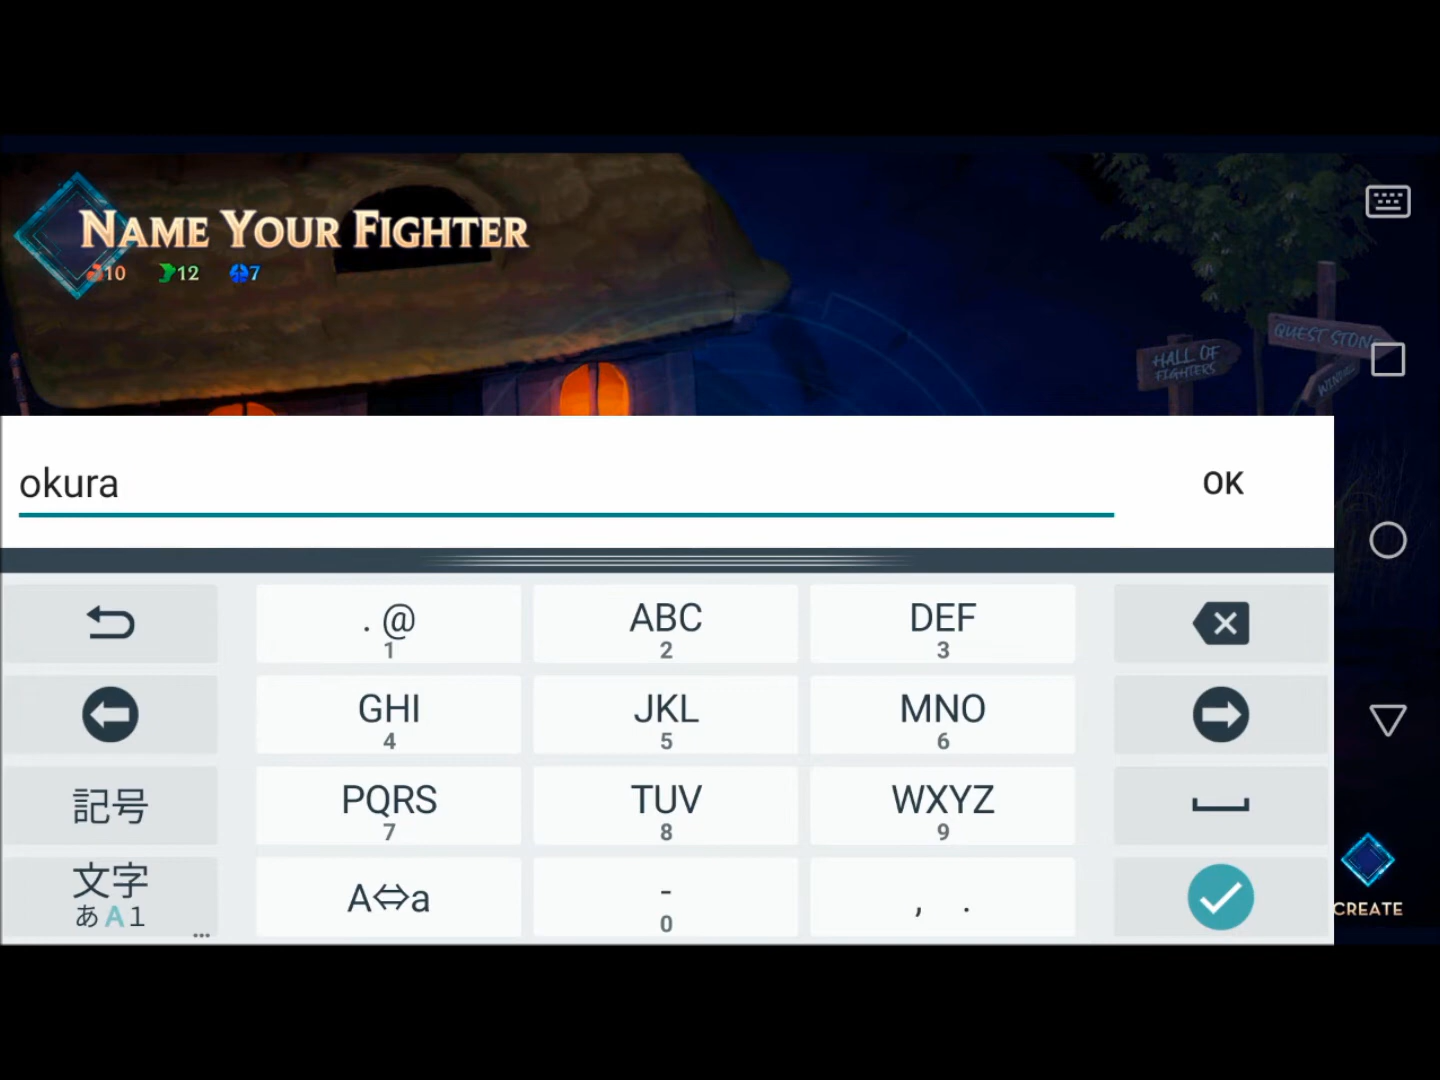 NAME YOUR FIGHTER
10 12 7
QUEST STONE
HALL OF
FIGHTERS
okura
OK
. @
1
ABC
2
DEF
3
GHI
4
JKL
5
MNO
6
記号
PQRS
7
TUV
8
WXYZ
9
文字
あA1
...
A⇔a
-
0
, .
CREATE